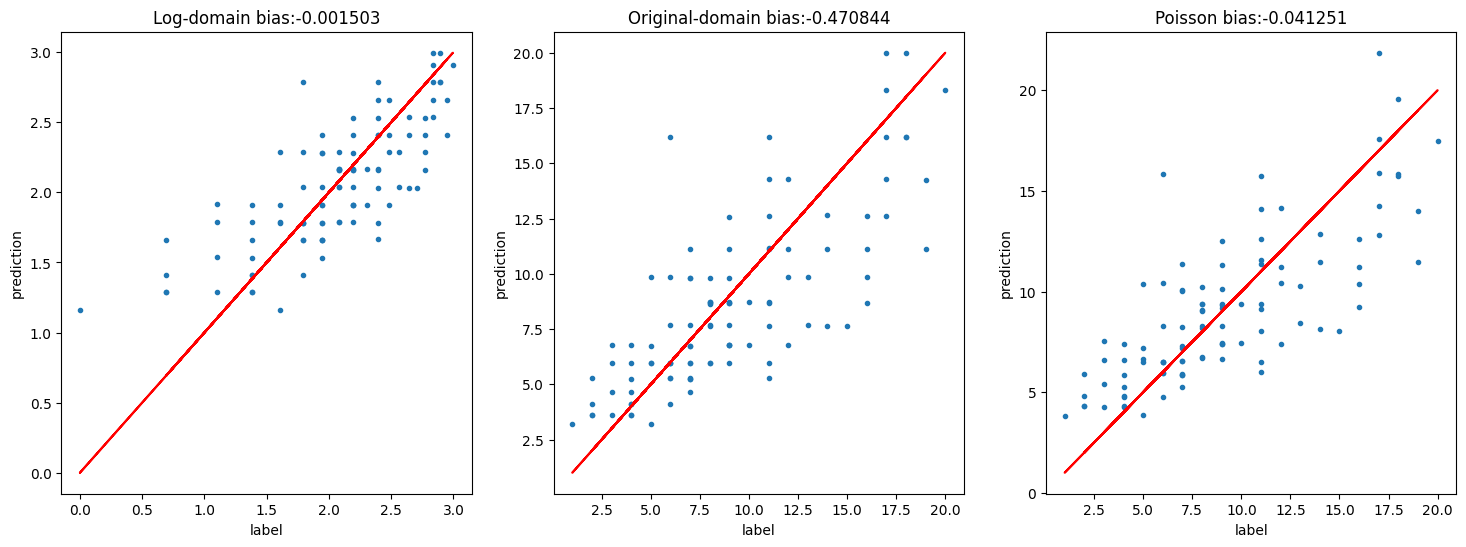 Log-domain bias:-0.001503
3.0
2.5
2.0
1.5
1.0
0.5
0.0
prediction
0.0 0.5 1.0 1.5 2.0 2.5 3.0
label
Original-domain bias:-0.470844
20.0
17.5
15.0
12.5
10.0
7.5
5.0
2.5
prediction
2.5 5.0 7.5 10.0 12.5 15.0 17.5 20.0
label
Poisson bias:-0.041251
20
15
10
5
0
prediction
2.5 5.0 7.5 10.0 12.5 15.0 17.5 20.0
label